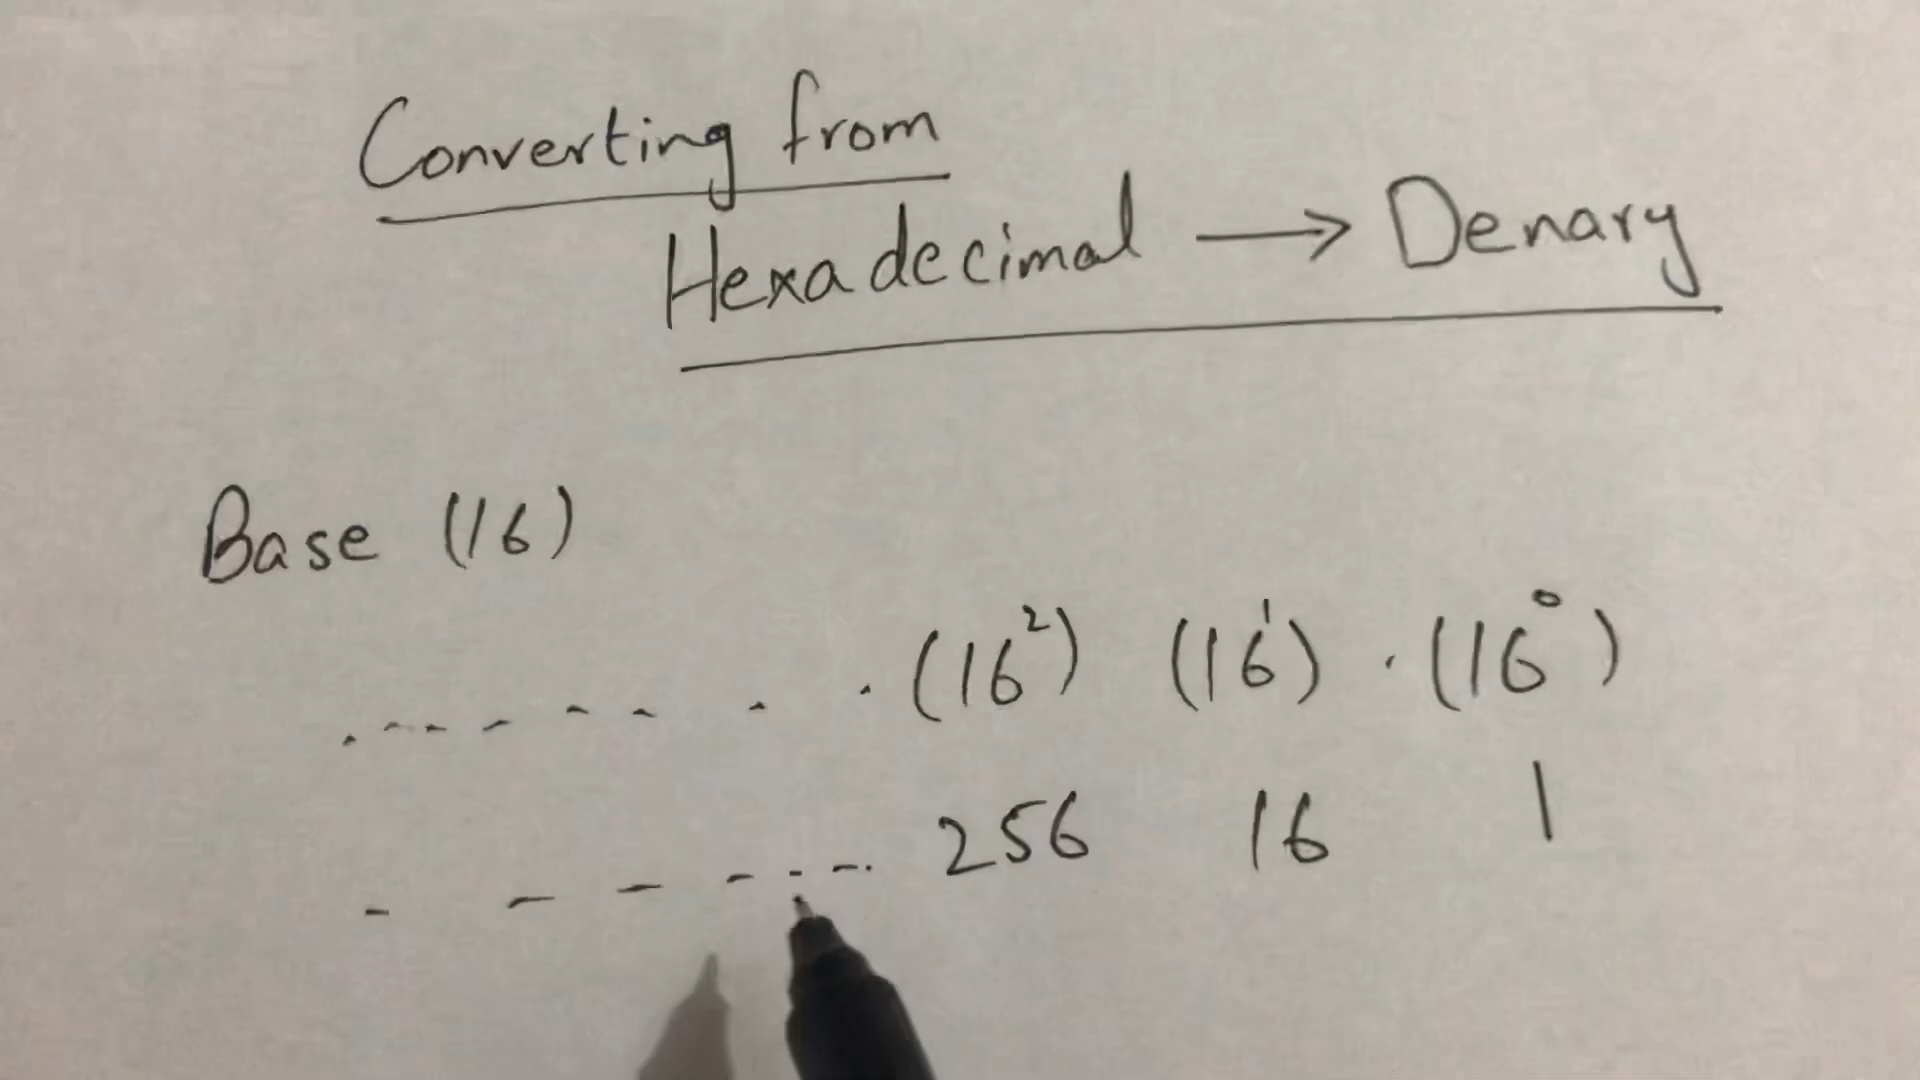 Converting from
Hexadecimal → Denary
Base (16)
. - - - - - - . (16²) (16¹) . (16⁰)
- - - - - - . 256 16 1